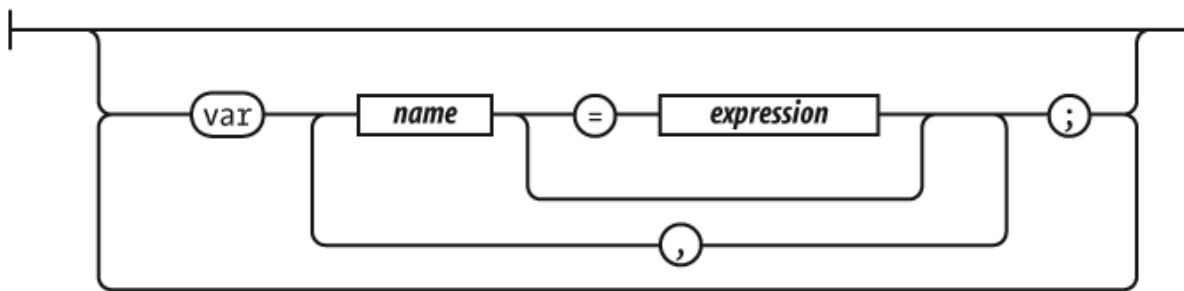 var name = expression ;
,